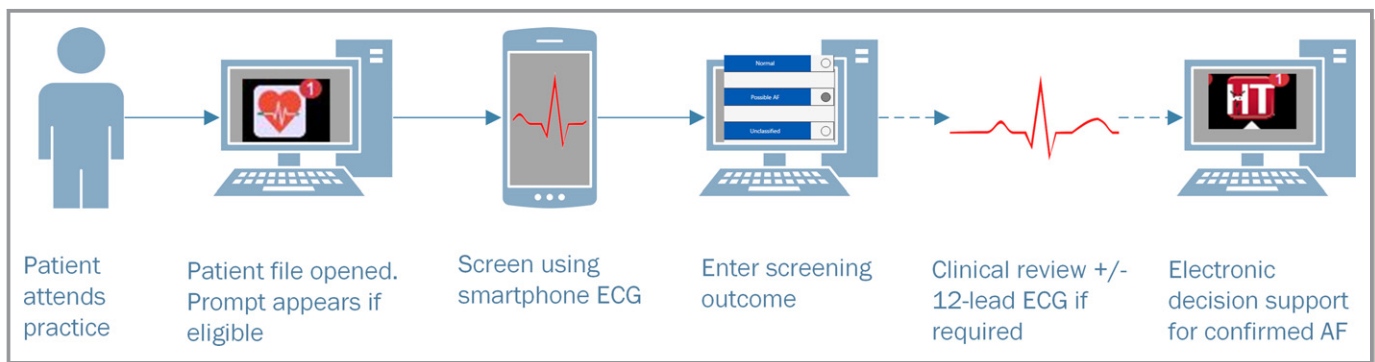 1
Normal
Possible AF
Unclassified
HT
1
Patient
attends
practice
Patient file opened.
Prompt appears if
eligible
Screen using
smartphone ECG
Enter screening
outcome
Clinical review +/-
12-lead ECG if
required
Electronic
decision support
for confirmed AF